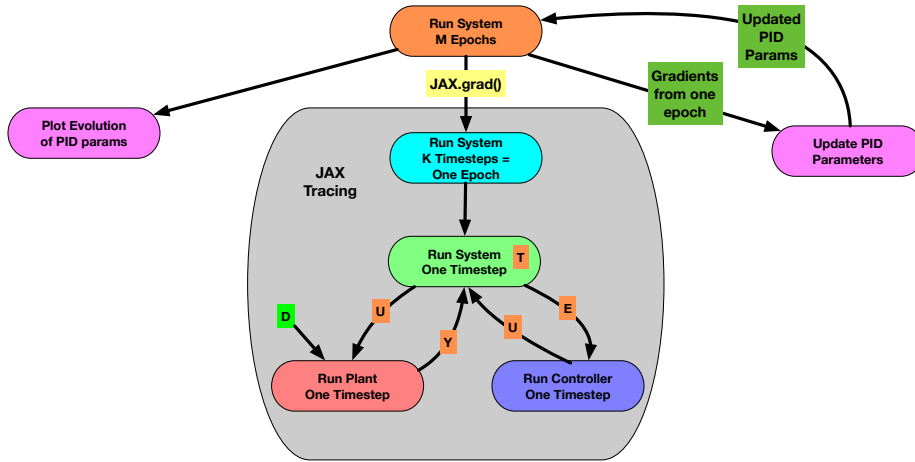 Run System
M Epochs
Updated
PID
Params
JAX.grad()
Gradients
from one
epoch
Plot Evolution
of PID params
Update PID
Parameters
Run System
K Timesteps =
One Epoch
JAX
Tracing
Run System
One Timestep
T
D
U
Y
U
E
Run Plant
One Timestep
Run Controller
One Timestep